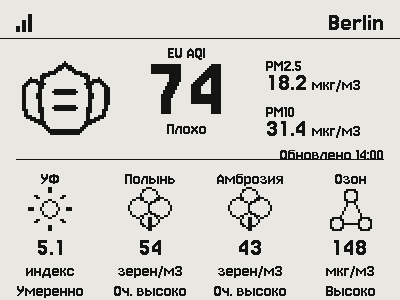 Berlin
EU AQI
74
Плохо
PM2.5
18.2 мкг/м3
PM10
31.4 мкг/м3
Обновлено 14:00
УФ Полынь Амброзия Озон
5.1 54 43 148
индекс зерен/м3 зерен/м3 мкг/м3
Умеренно Оч. высоко Оч. высоко Высоко